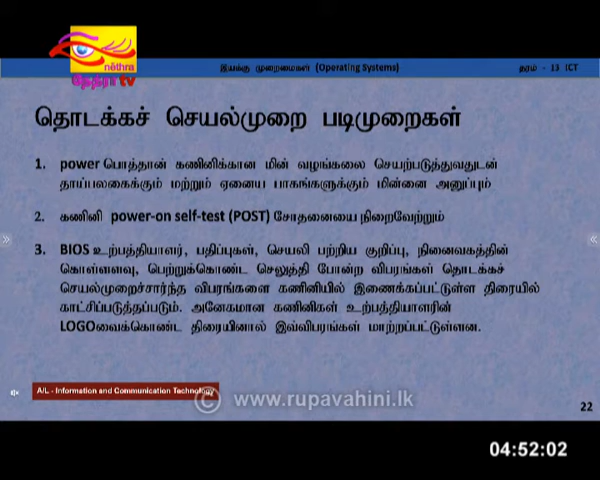 nēthra
நேத்ரா tv
இயக்கு முறைமைகள் (Operating Systems)
தரம் - 13 ICT
தொடக்கச் செயல்முறை படிமுறைகள்
1. power பொத்தான் கணினிக்கான மின் வழங்கலை செயற்படுத்துவதுடன்
தாய்பலகைக்கும் மற்றும் ஏனைய பாகங்களுக்கும் மின்னை அனுப்பும்
2. கணினி power-on self-test (POST) சோதனையை நிறைவேற்றும்
3. BIOS உற்பத்தியாளர், பதிப்புகள், செயலி பற்றிய குறிப்பு, நினைவகத்தின்
கொள்ளளவு, பெற்றுக்கொண்ட செலுத்தி போன்ற விபரங்கள் தொடக்கச்
செயல்முறைச்சார்ந்த விபரங்களை கணினியில் இணைக்கப்பட்டுள்ள திரையில்
காட்சிப்படுத்தப்படும். அனேகமான கணினிகள் உற்பத்தியாளரின்
LOGOவைக்கொண்ட திரையினால் இவ்விபரங்கள் மாற்றப்பட்டுள்ளன.
A/L - Information and Communication Technology
© www.rupavahini.lk
22
04:52:02